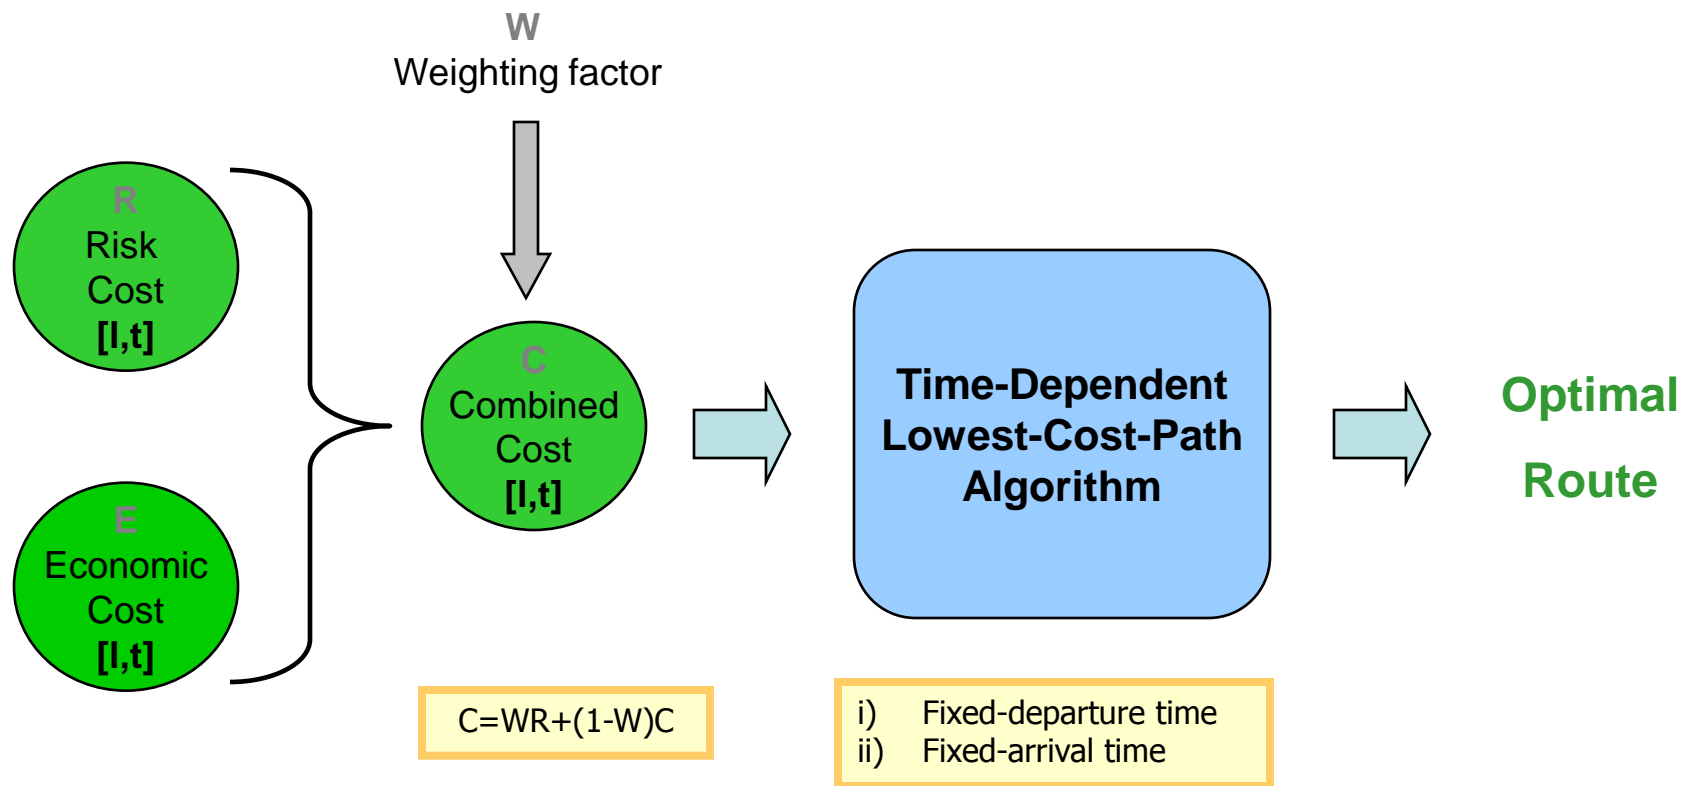 W
Weighting factor
R
Risk
Cost
[l,t]
E
Economic
Cost
[l,t]
C
Combined
Cost
[l,t]
C=WR+(1-W)C
Time-Dependent
Lowest-Cost-Path
Algorithm
i) Fixed-departure time
ii) Fixed-arrival time
Optimal
Route